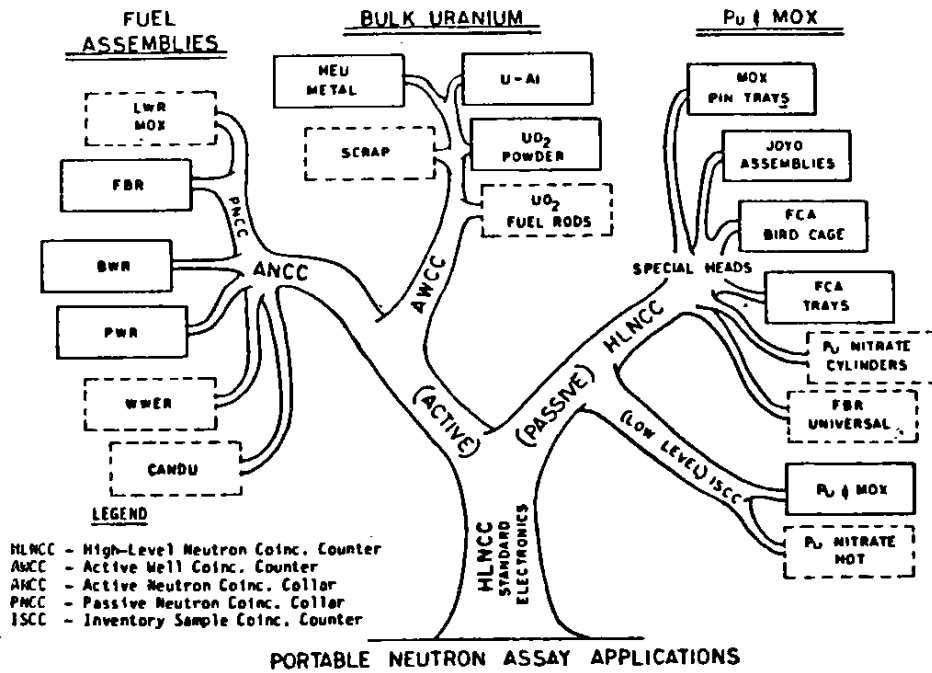 FUEL
ASSEMBLIES
BULK URANIUM
Pu & MOX
LWR
MOX
FBR
BWR
PWR
WWER
CANDU
PNCC
ANCC
HEU
METAL
U-Al
SCRAP
UO2
POWDER
UO2
FUEL RODS
AWCC
MOX
PIN TRAYS
JOYO
ASSEMBLIES
FCA
BIRD CAGE
SPECIAL HEADS
FCA
TRAYS
Pu NITRATE
CYLINDERS
FBR
UNIVERSAL
HLNCC
(ACTIVE)
(PASSIVE)
(LOW LEVEL) ISCC
Pu & MOX
Pu NITRATE
HOT
HLNCC
STANDARD
ELECTRONICS
LEGEND
HLNCC - High-Level Neutron Coinc. Counter
AWCC - Active Well Coinc. Counter
ANCC - Active Neutron Coinc. Collar
PNCC - Passive Neutron Coinc. Collar
ISCC - Inventory Sample Coinc. Counter
PORTABLE NEUTRON ASSAY APPLICATIONS